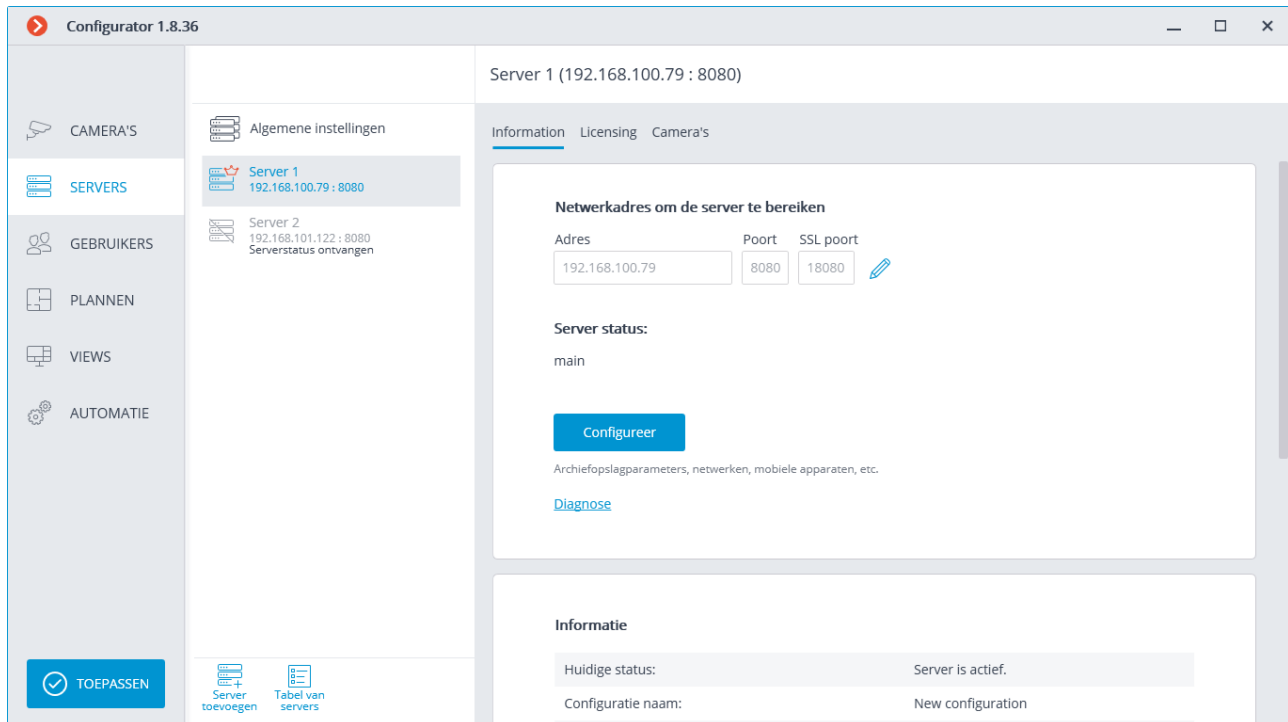 Configurator 1.8.36
CAMERA'S
SERVERS
GEBRUIKERS
PLANNEN
VIEWS
AUTOMATIE
TOEPASSEN
Algemene instellingen
Server 1
192.168.100.79 : 8080
Server 2
192.168.101.122 : 8080
Serverstatus ontvangen
Server toevoegen
Tabel van servers
Server 1 (192.168.100.79 : 8080)
Information Licensing Camera's
Netwerkadres om de server te bereiken
Adres Poort SSL poort
192.168.100.79 8080 18080
Server status:
main
Configureer
Archiefopslagparameters, netwerken, mobiele apparaten, etc.
Diagnose
Informatie
Huidige status: Server is actief.
Configuratie naam: New configuration